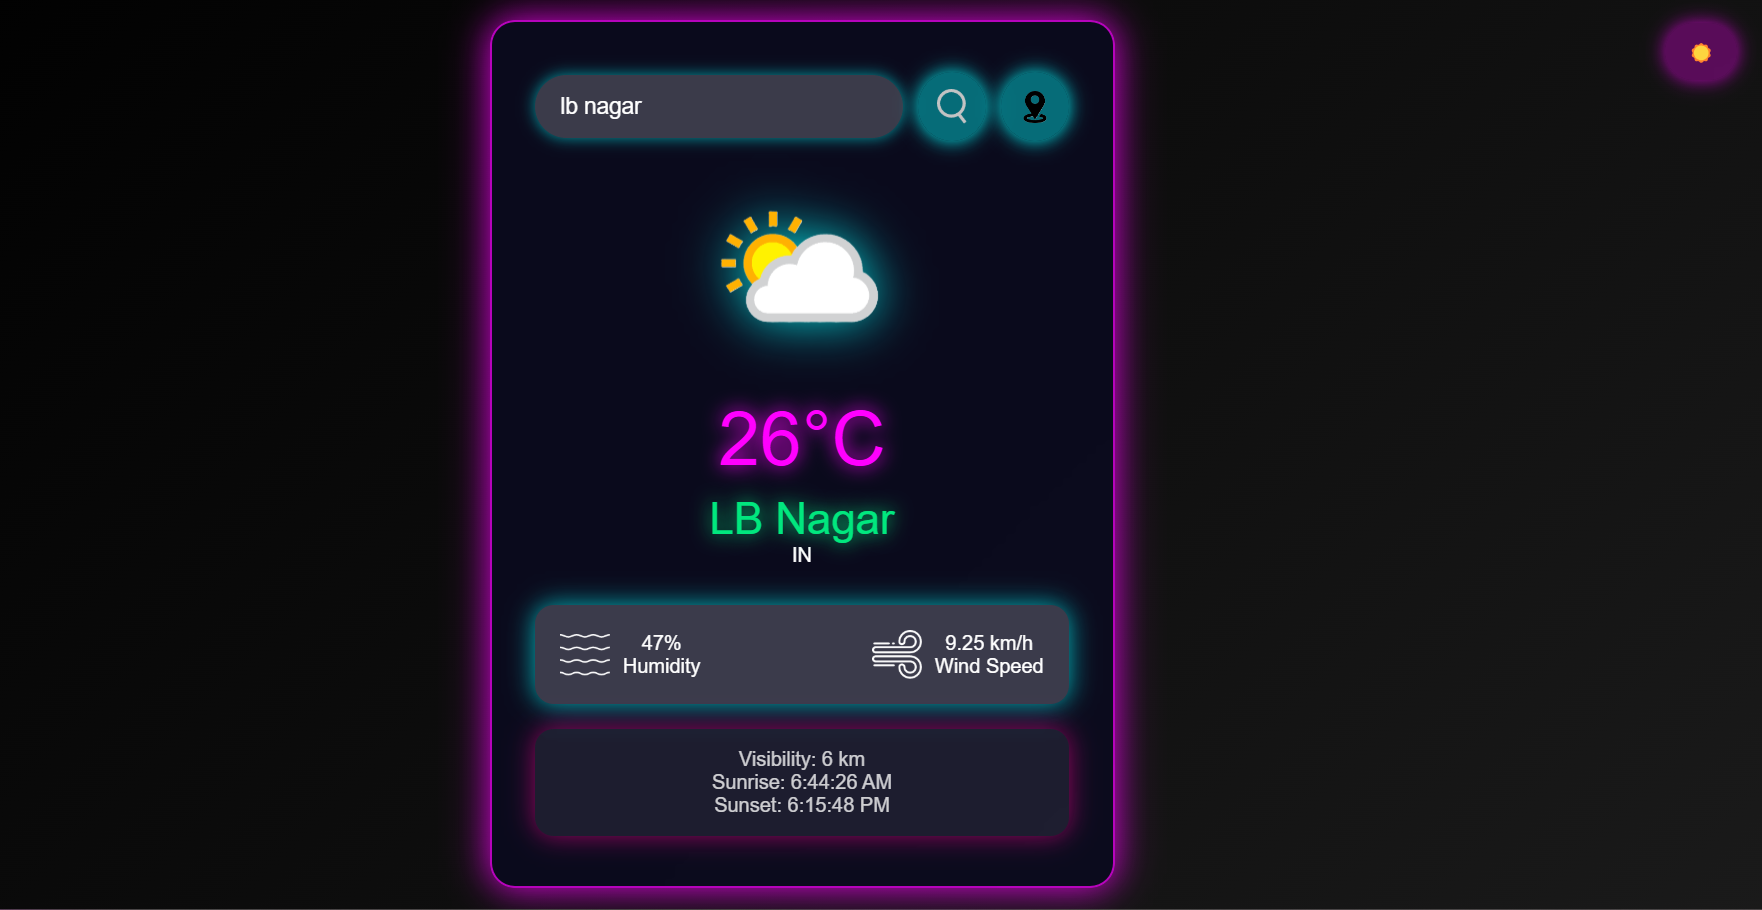 lb nagar
26°C
LB Nagar
IN
47%
Humidity
9.25 km/h
Wind Speed
Visibility: 6 km
Sunrise: 6:44:26 AM
Sunset: 6:15:48 PM